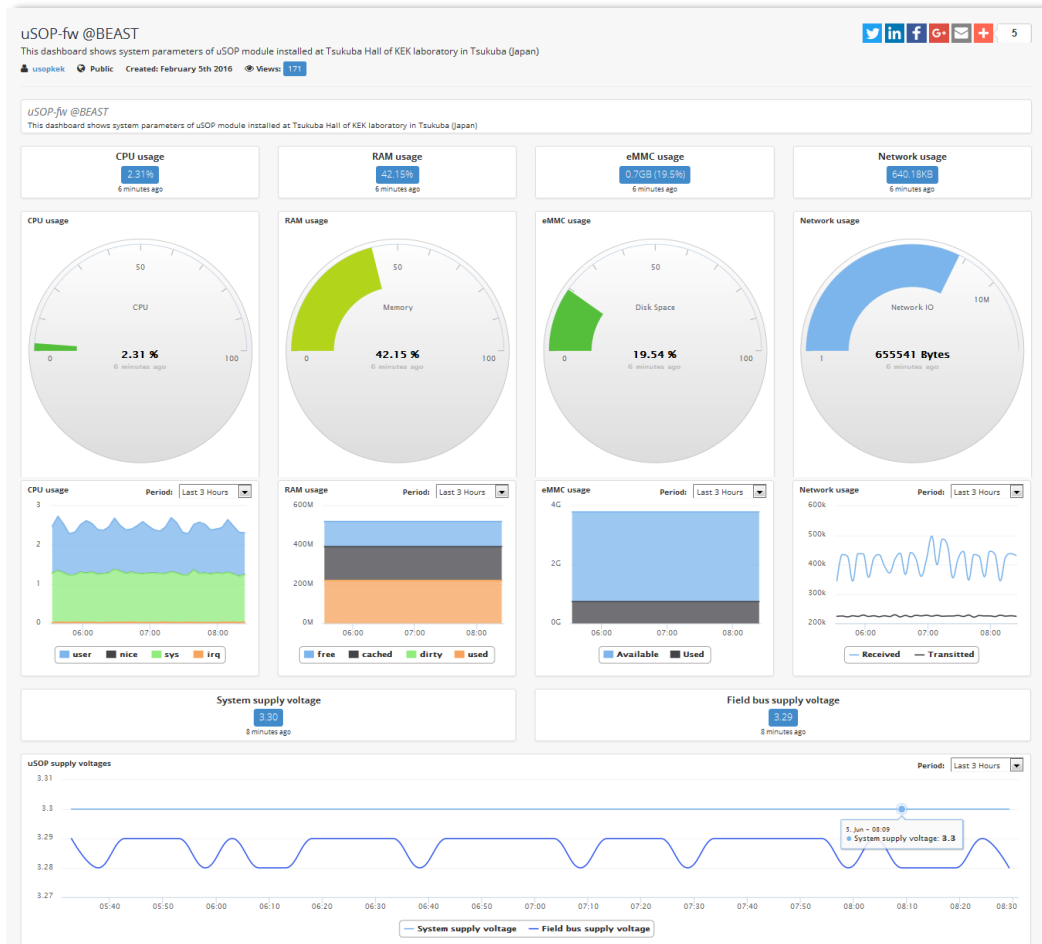 uSOP-fw @BEAST
This dashboard shows system parameters of uSOP module installed at Tsukuba Hall of KEK laboratory in Tsukuba (Japan)
usopkek Public Created: February 5th 2016 Views: 171
in f G+ + 5
uSOP-fw @BEAST
This dashboard shows system parameters of uSOP module installed at Tsukuba Hall of KEK laboratory in Tsukuba (Japan)
CPU usage
2.31%
6 minutes ago
RAM usage
42.15%
6 minutes ago
eMMC usage
0.7GB (19.5%)
6 minutes ago
Network usage
640.18KB
6 minutes ago
CPU usage
50
CPU
0 100
2.31 %
6 minutes ago
RAM usage
50
Memory
0 100
42.15 %
6 minutes ago
eMMC usage
50
Disk Space
0 100
19.54 %
6 minutes ago
Network usage
10M
Network IO
1
655541 Bytes
6 minutes ago
CPU usage Period: Last 3 Hours
3
2
1
0
06:00 07:00 08:00
user nice sys irq
RAM usage Period: Last 3 Hours
600M
400M
200M
0M
06:00 07:00 08:00
free cached dirty used
eMMC usage Period: Last 3 Hours
4G
2G
0G
06:00 07:00 08:00
Available Used
Network usage Period: Last 3 Hours
600k
500k
400k
300k
200k
06:00 07:00 08:00
Received Transitted
System supply voltage
3.30
8 minutes ago
Field bus supply voltage
3.29
8 minutes ago
uSOP supply voltages Period: Last 3 Hours
3.31
3.3
3.29
3.28
3.27
5. Jun - 08:09
System supply voltage: 3.3
05:40 05:50 06:00 06:10 06:20 06:30 06:40 06:50 07:00 07:10 07:20 07:30 07:40 07:50 08:00 08:10 08:20 08:30
System supply voltage Field bus supply voltage